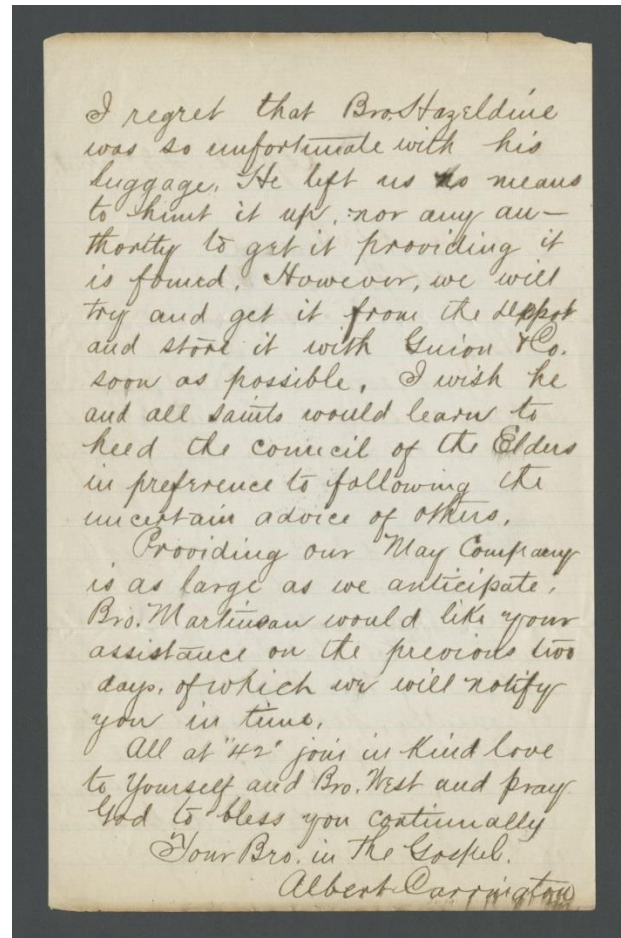 I regret that Bro. Hazeldine
was so unfortunate with his
luggage. He left us no means
to hunt it up, nor any au-
thority to get it providing it
is found. However, we will
try and get it from the deppot
and store it with Guion & Co.
soon as possible. I wish he
and all saints would learn to
heed the council of the Elders
in preference to following the
uncertain advice of others.
Providing our May Company
is as large as we anticipate,
Bro. Martinson would like your
assistance on the previous two
days, of which we will notify
you in time.
All at "42" join in kind love
to Yourself and Bro. West and pray
God to bless you continually
Your Bro. in the Gospel.
Albert Carrington